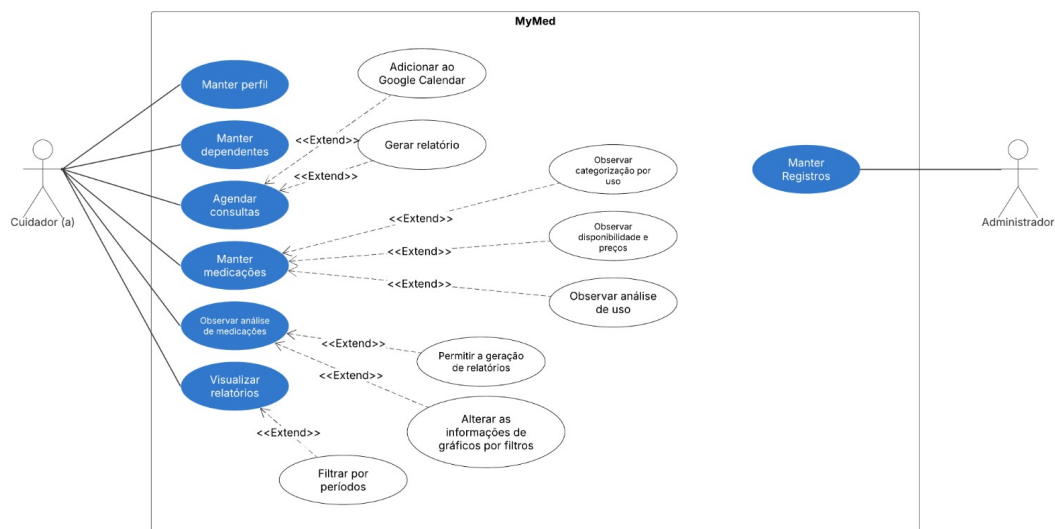 MyMed
Manter perfil
Adicionar ao
Google Calendar
Manter
dependentes
<<Extend>>
Gerar relatório
Observar
categorização por
uso
Manter
Registros
<<Extend>>
Agendar
consultas
Cuidador (a)
Administrador
<<Extend>>
Observar
disponibilidade e
preços
Manter
medicações
<<Extend>>
<<Extend>>
Observar análise
de uso
Observar análise
de medicações
<<Extend>>
Permitir a geração
de relatórios
Visualizar
relatórios
<<Extend>>
Alterar as
informações de
gráficos por filtros
<<Extend>>
Filtrar por
períodos